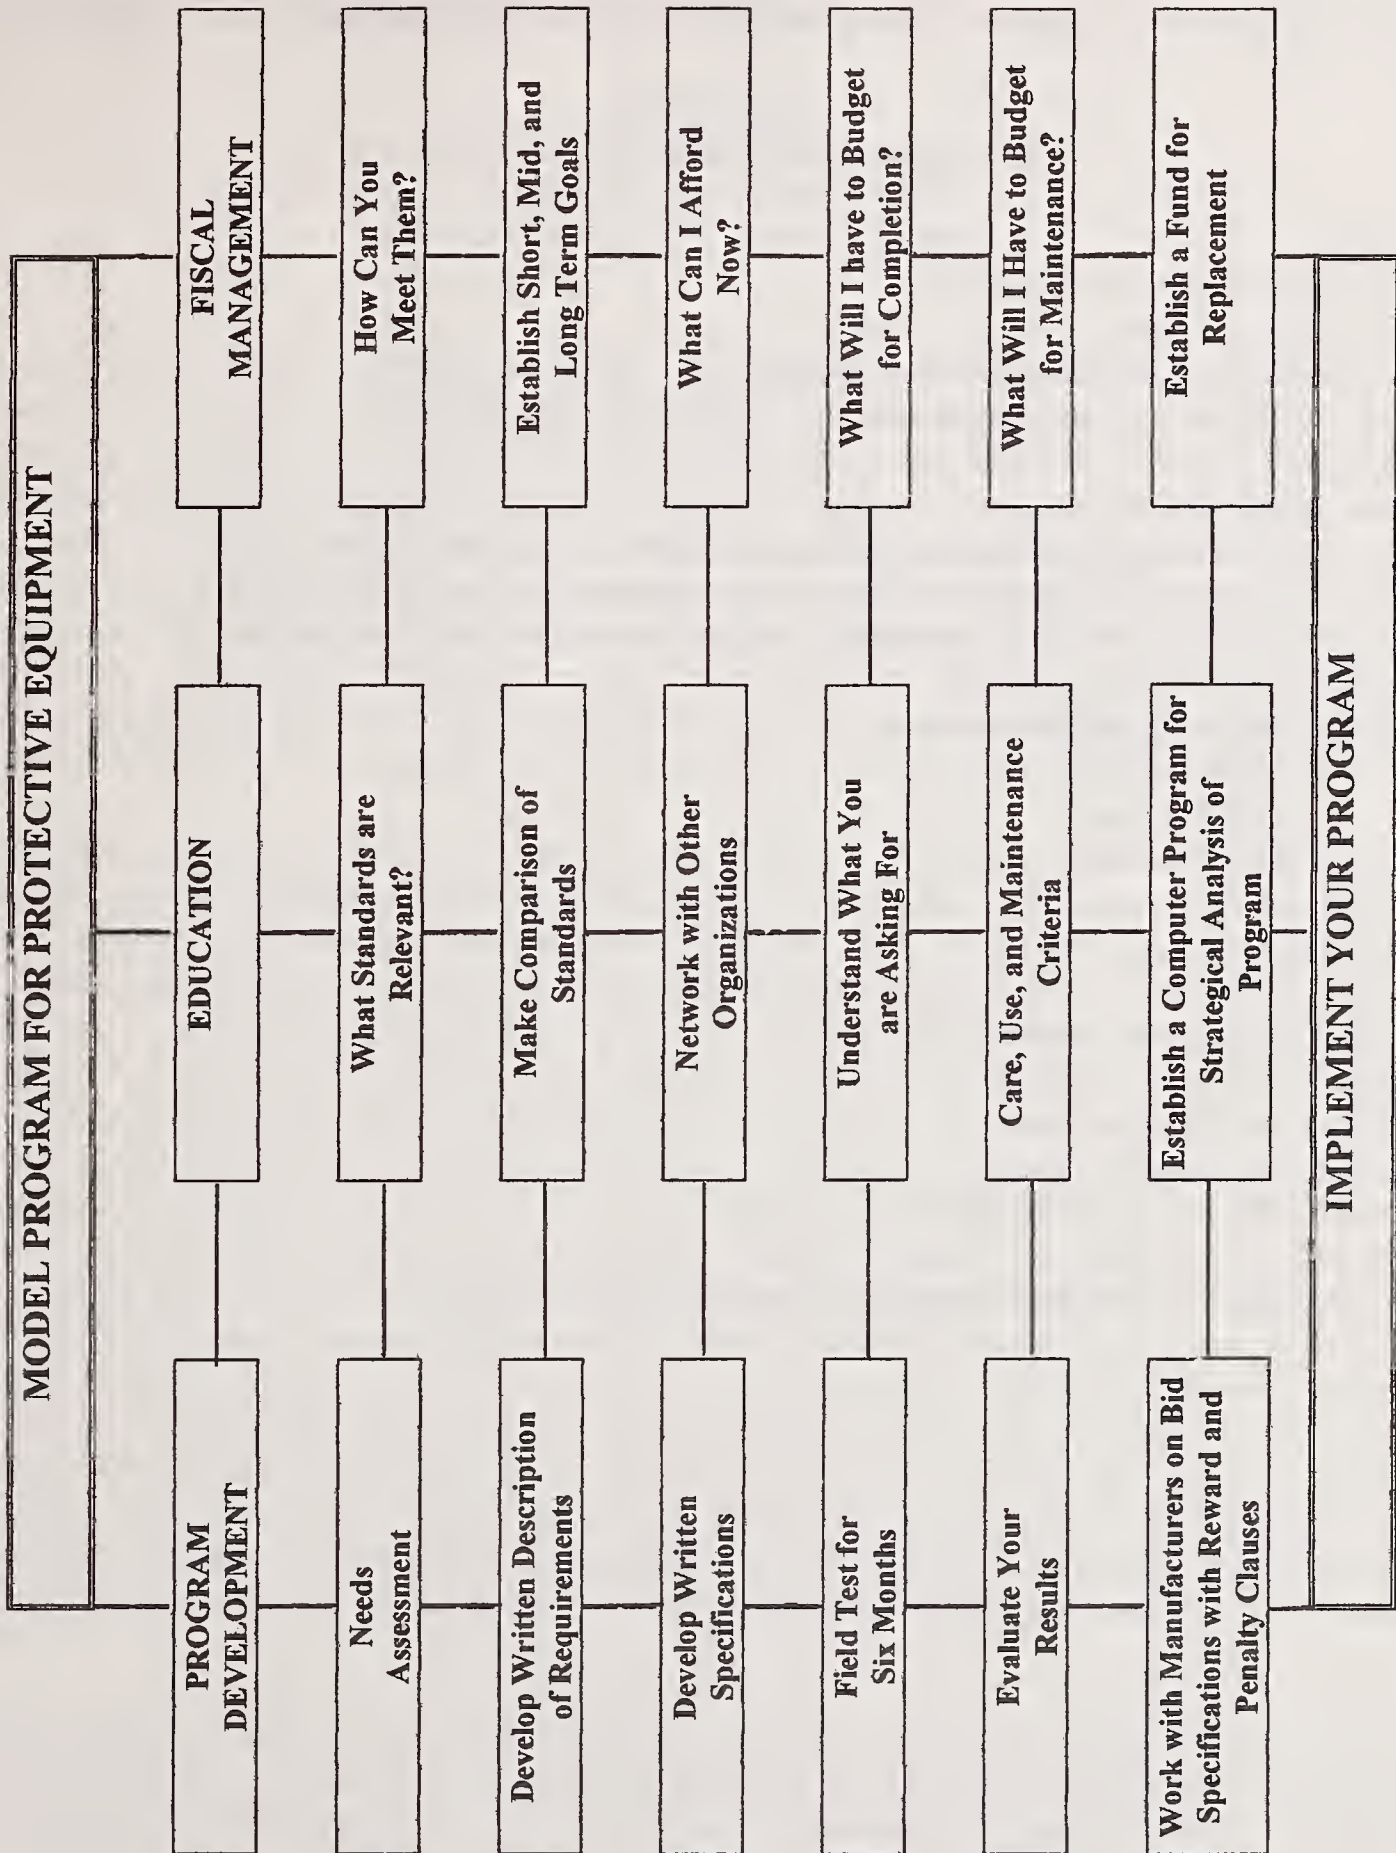 MODEL PROGRAM FOR PROTECTIVE EQUIPMENT
PROGRAM
DEVELOPMENT
EDUCATION
FISCAL
MANAGEMENT
Needs
Assessment
What Standards are
Relevant?
How Can You
Meet Them?
Develop Written Description
of Requirements
Make Comparison of
Standards
Establish Short, Mid, and
Long Term Goals
Develop Written
Specifications
Network with Other
Organizations
What Can I Afford
Now?
Field Test for
Six Months
Understand What You
are Asking For
What Will I have to Budget
for Completion?
Evaluate Your
Results
Care, Use, and Maintenance
Criteria
What Will I Have to Budget
for Maintenance?
Work with Manufacturers on Bid
Specifications with Reward and
Penalty Clauses
Establish a Computer Program for
Strategical Analysis of
Program
Establish a Fund for
Replacement
IMPLEMENT YOUR PROGRAM